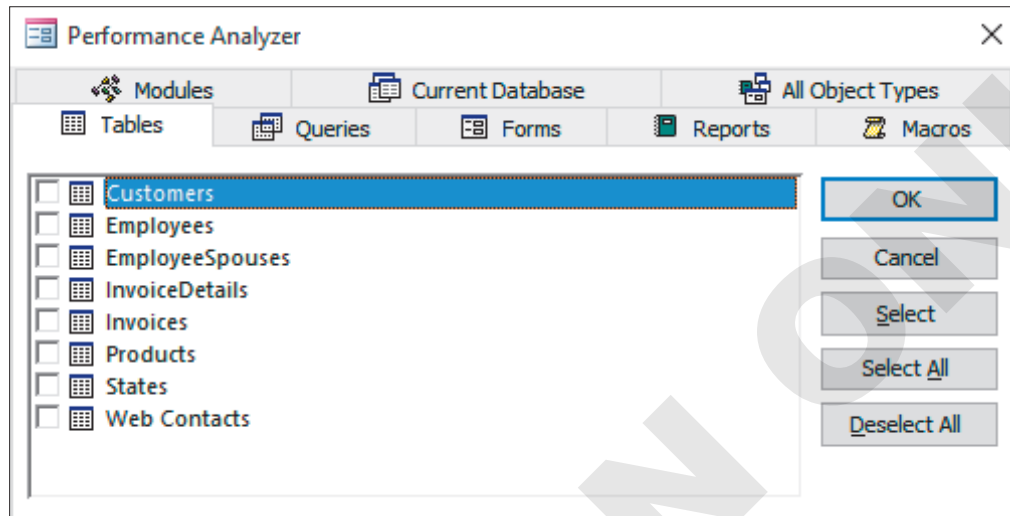 Performance Analyzer
Modules Current Database All Object Types
Tables Queries Forms Reports Macros
Customers
Employees
EmployeeSpouses
InvoiceDetails
Invoices
Products
States
Web Contacts
OK
Cancel
Select
Select All
Deselect All